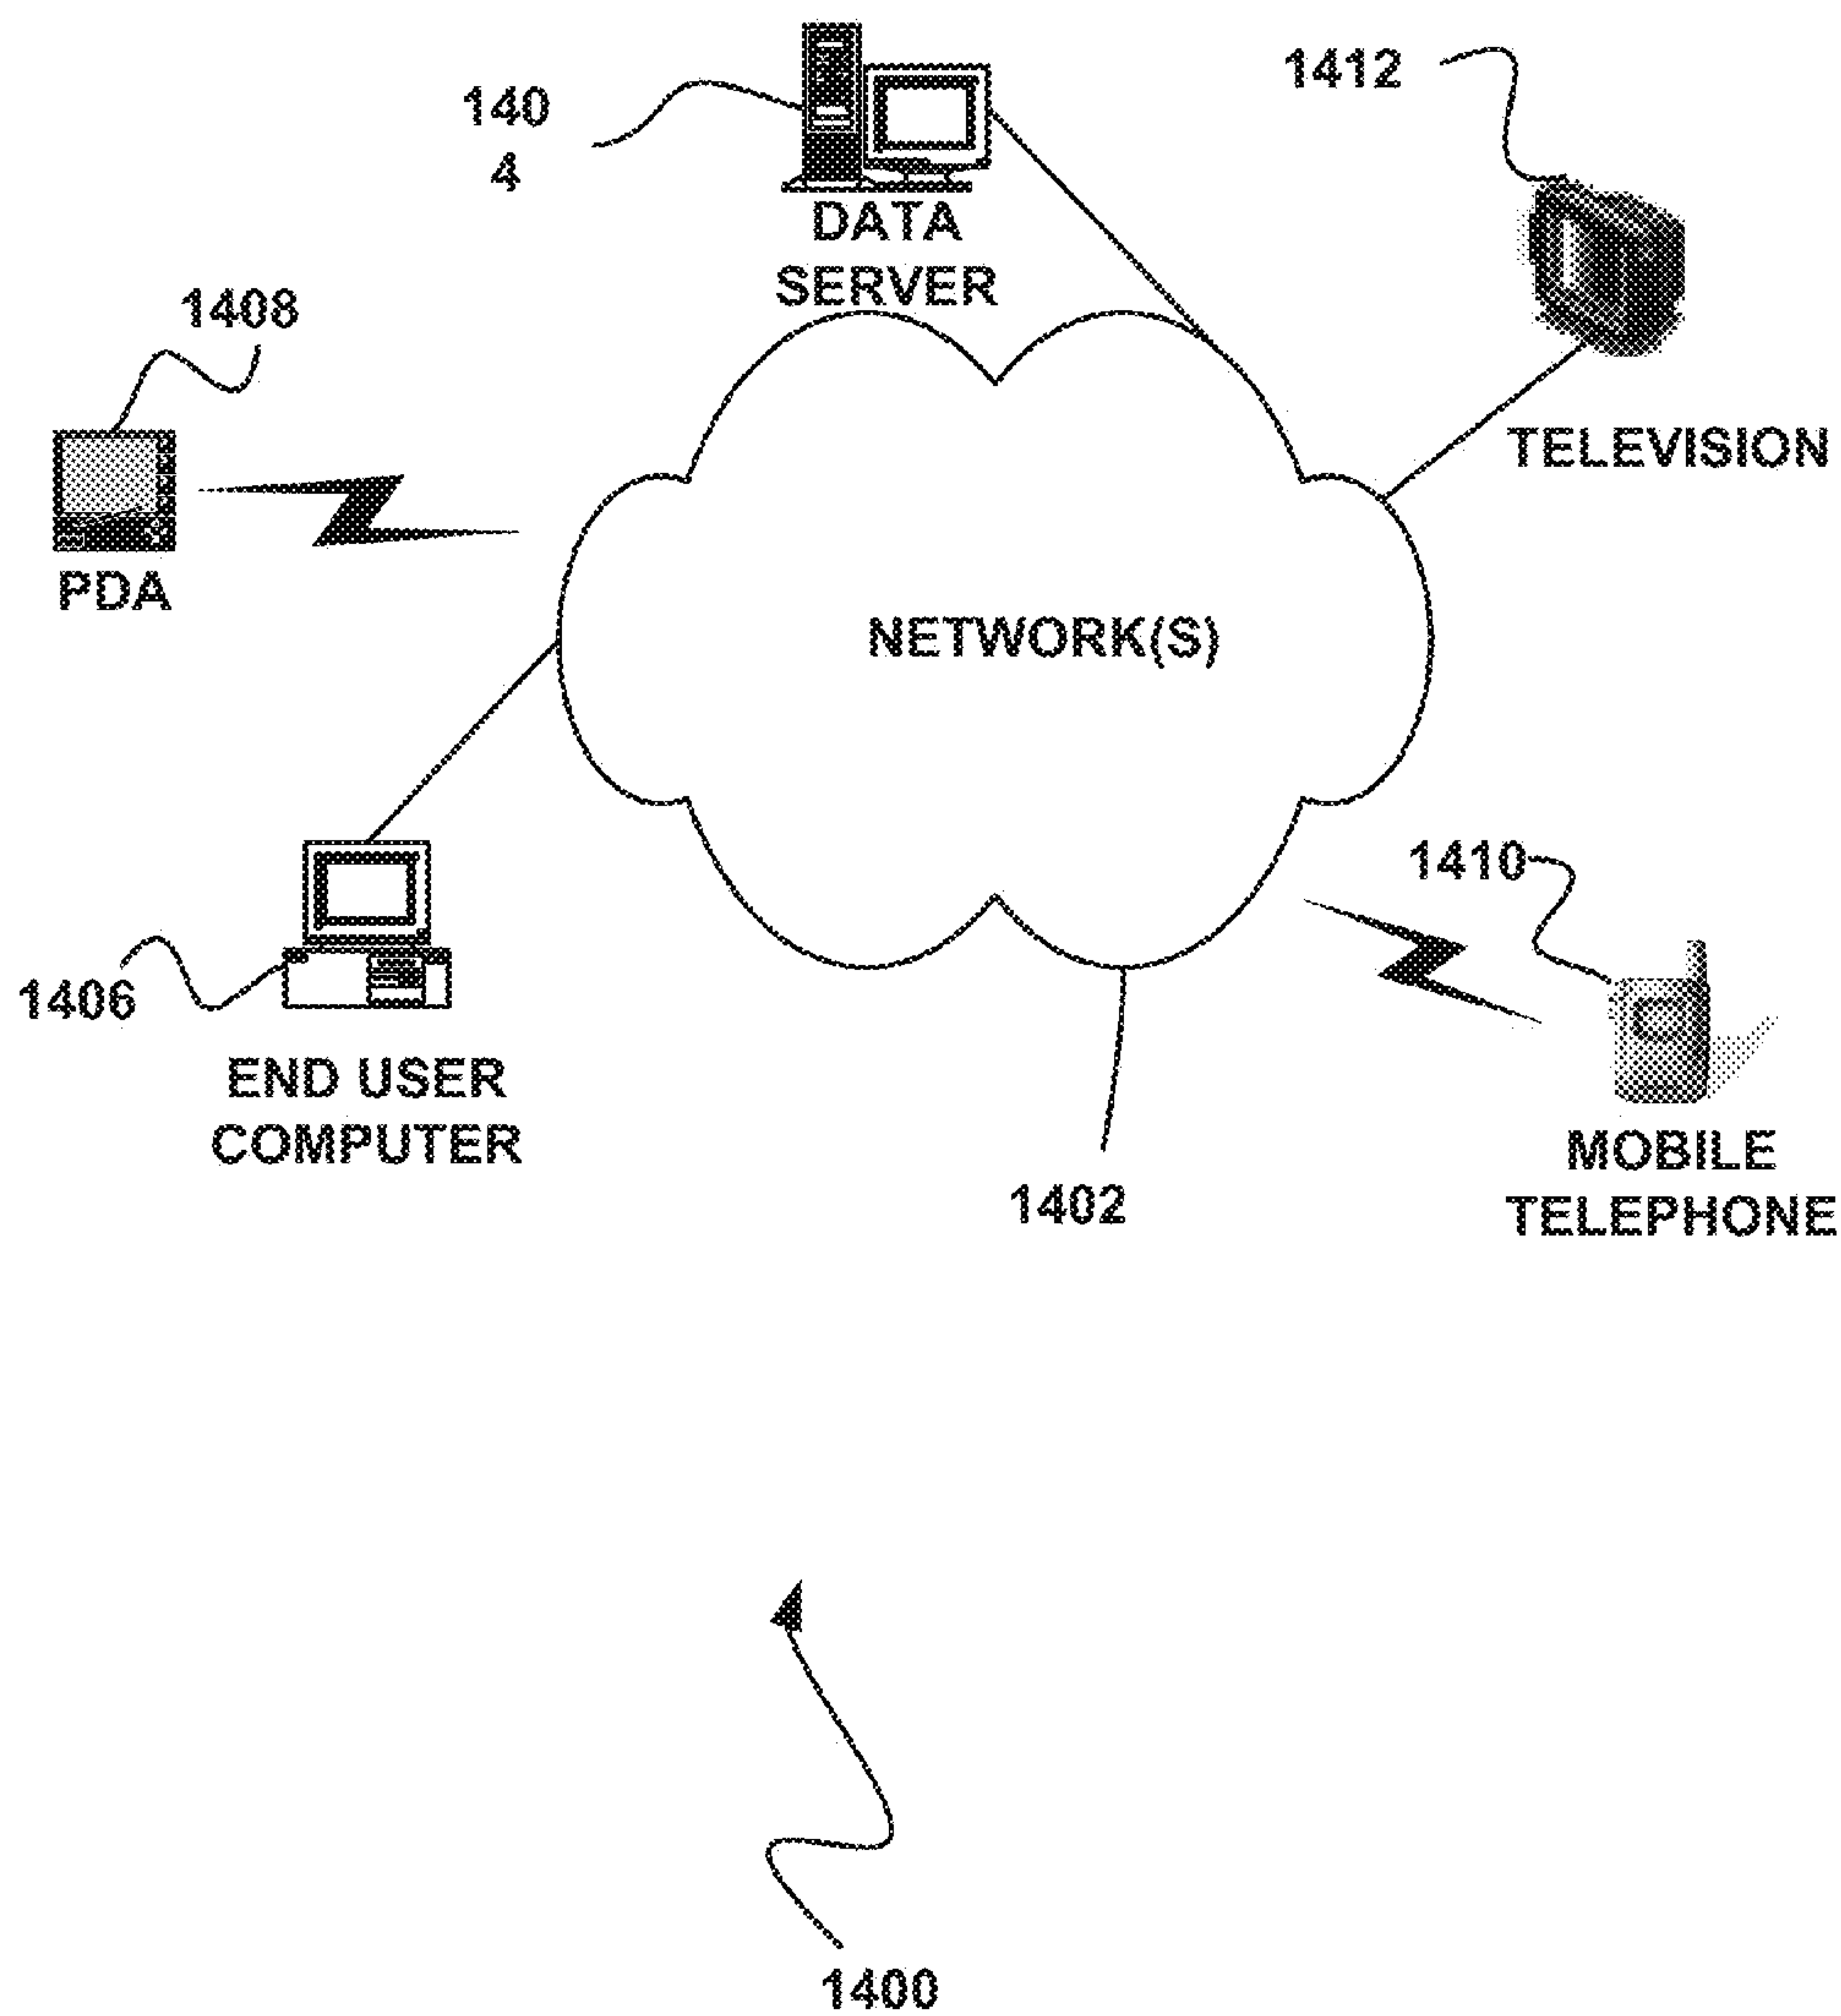 1412
140
4
DATA
SERVER
1408
TELEVISION
PDA
NETWORK(S)
1410
1406
END USER
COMPUTER
MOBILE
TELEPHONE
1402
1400